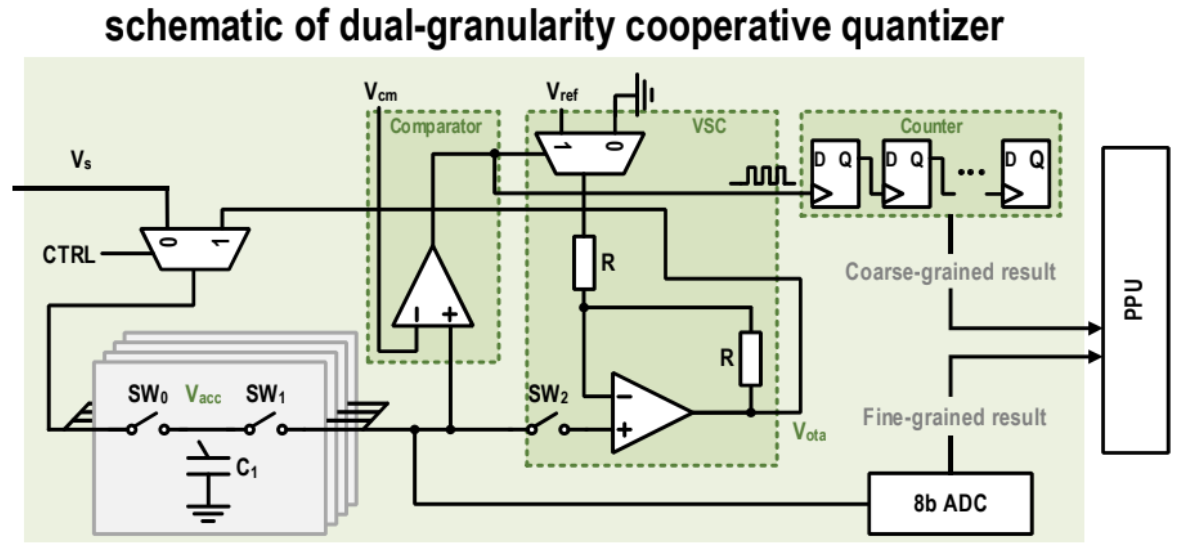 schematic of dual-granularity cooperative quantizer
Vcm
Vref
Comparator
VSC
Counter
1
0
D Q
D Q
...
D Q
Vs
0
1
CTRL
R
Coarse-grained result
PPU
R
SW0
Vacc
SW1
SW2
C1
Vota
Fine-grained result
8b ADC